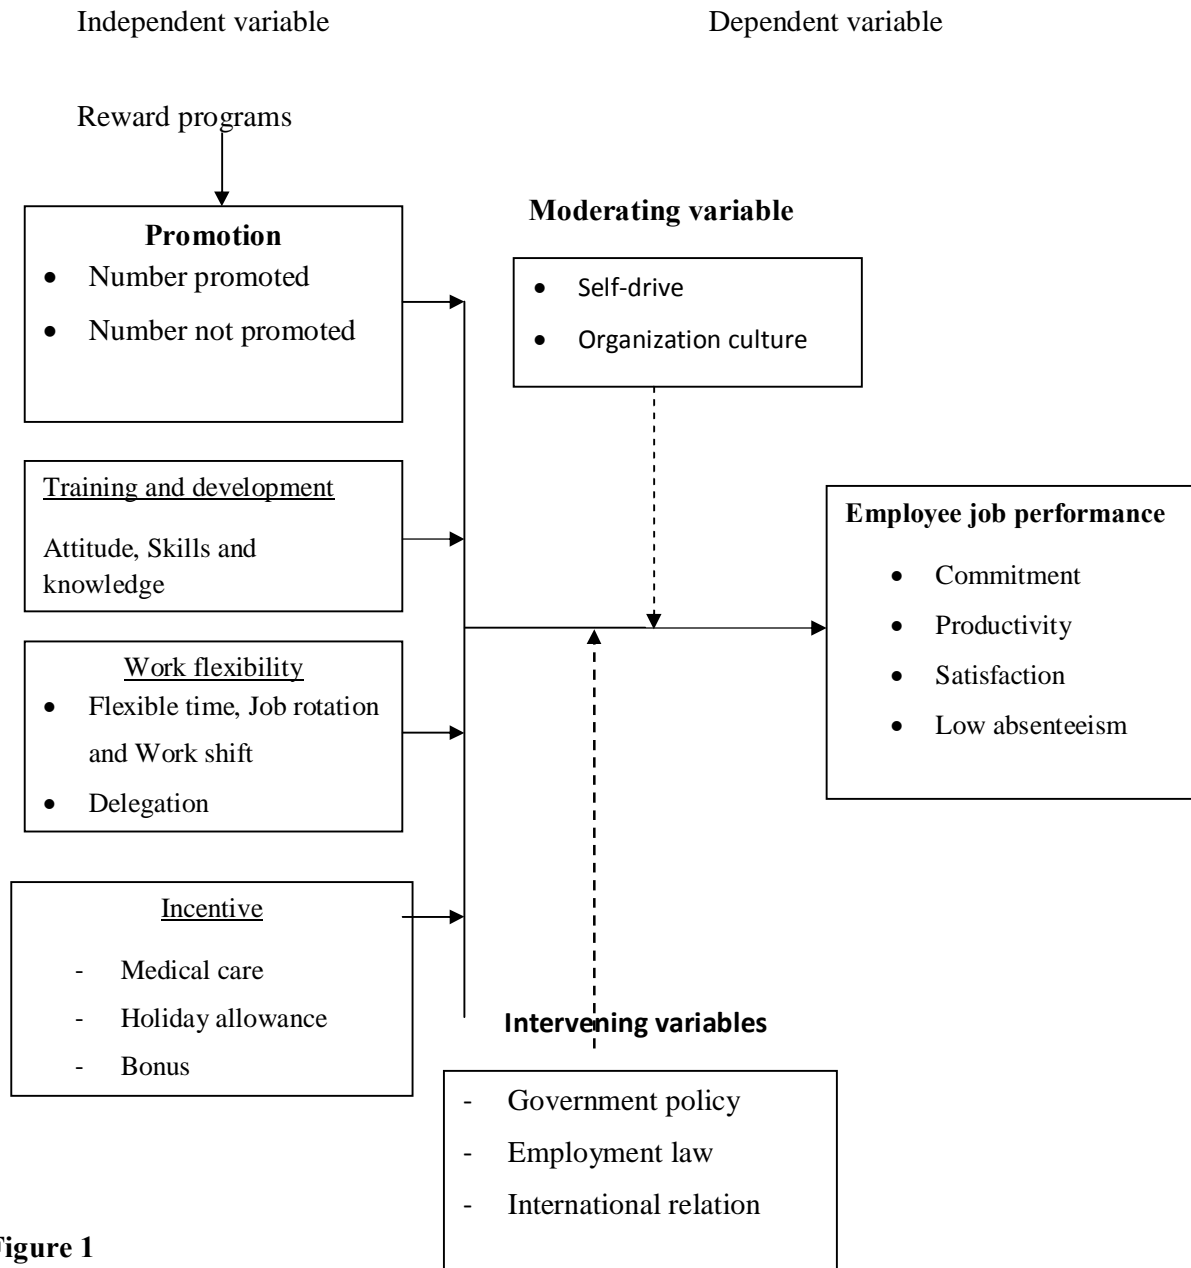 Independent variable
Dependent variable
Reward programs
Promotion
• Number promoted
• Number not promoted
Moderating variable
• Self-drive
• Organization culture
Training and development
Attitude, Skills and
knowledge
Work flexibility
• Flexible time, Job rotation
and Work shift
• Delegation
Incentive
- Medical care
- Holiday allowance
- Bonus
Employee job performance
• Commitment
• Productivity
• Satisfaction
• Low absenteeism
Intervening variables
- Government policy
- Employment law
- International relation
Figure 1